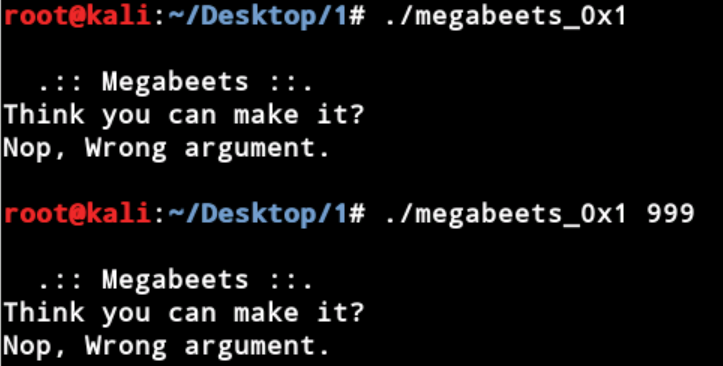 root@kali:~/Desktop/1# ./megabeets_0x1
.:: Megabeets ::.
Think you can make it?
Nop, Wrong argument.
root@kali:~/Desktop/1# ./megabeets_0x1 999
.:: Megabeets ::.
Think you can make it?
Nop, Wrong argument.